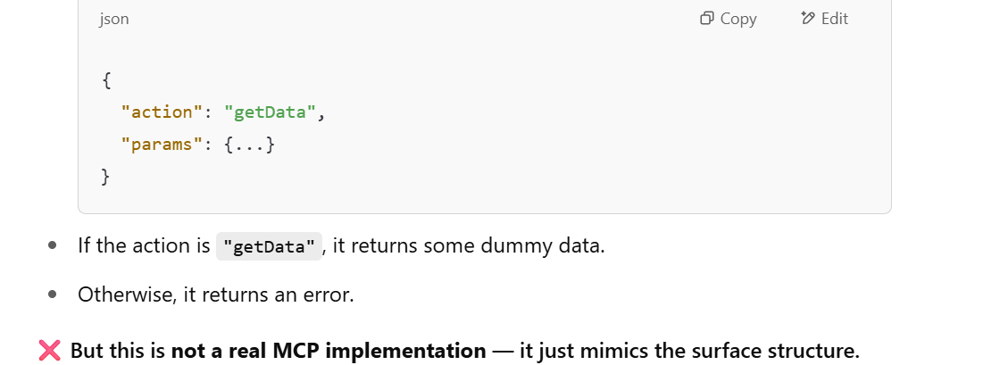 json Copy Edit
{
"action": "getData",
"params": {...}
}
If the action is "getData", it returns some dummy data.
Otherwise, it returns an error.
❌ But this is not a real MCP implementation — it just mimics the surface structure.